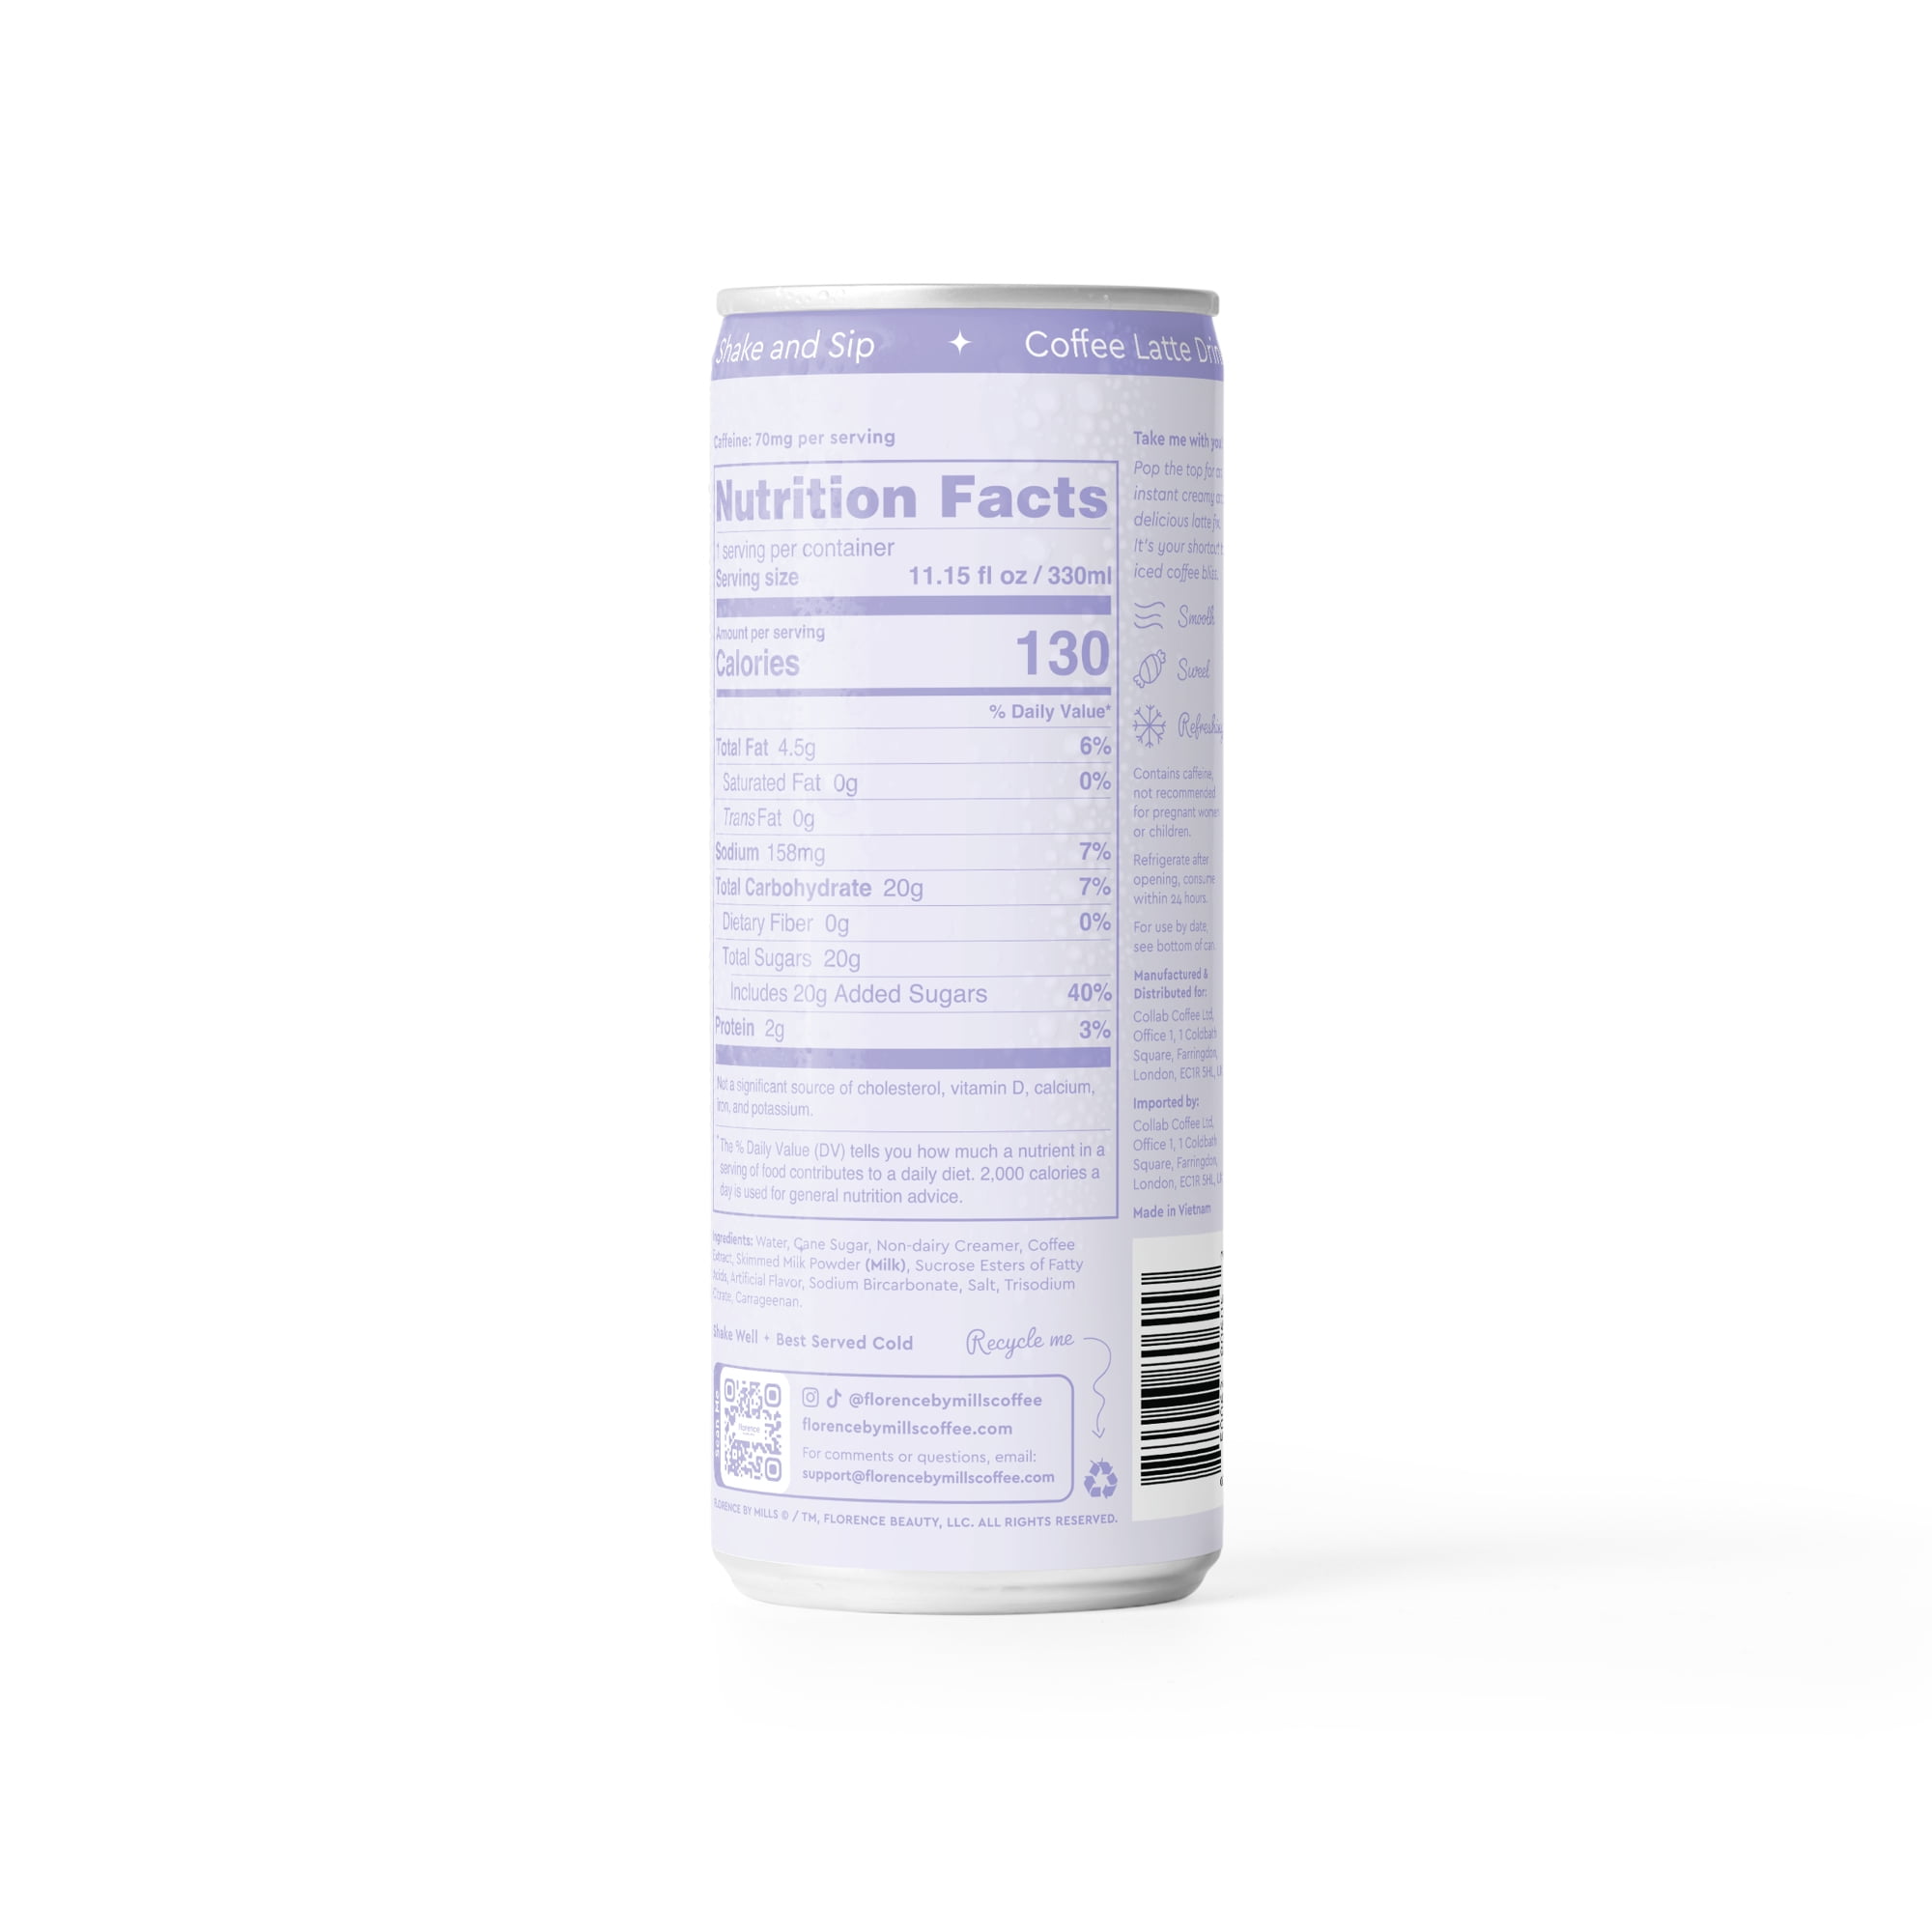 Shake and Sip ✦ Coffee Latte
Caffeine: 70mg per serving
Nutrition Facts
1 serving per container
Serving size 11.15 fl oz / 330ml
Amount per serving
Calories 130
% Daily Value*
Total Fat 4.5g 6%
Saturated Fat 0g 0%
Trans Fat 0g
Sodium 158mg 7%
Total Carbohydrate 20g 7%
Dietary Fiber 0g 0%
Total Sugars 20g
Includes 20g Added Sugars 40%
Protein 2g 3%
Not a significant source of cholesterol, vitamin D, calcium,
iron, and potassium.
*The % Daily Value (DV) tells you how much a nutrient in a
serving of food contributes to a daily diet. 2,000 calories a
day is used for general nutrition advice.
Ingredients: Water, Cane Sugar, Non-dairy Creamer, Coffee
Extract, Skimmed Milk Powder (Milk), Sucrose Esters of Fatty
Acids, Artificial Flavor, Sodium Bircarbonate, Salt, Trisodium
Citrate, Carrageenan.
Shake Well + Best Served Cold
Recycle me
Scan Me
florence
@florencebymillscoffee
florencebymillscoffee.com
For comments or questions, email:
support@florencebymillscoffee.com
FLORENCE BY MILLS © / TM, FLORENCE BEAUTY, LLC. ALL RIGHTS RESERVED.
Take me with you
Pop the top for
instant creamy
delicious latte
It's your shortcut
iced coffee bliss.
Smooth
Sweet
Refreshing
Contains caffeine,
not recommended
for pregnant women
or children.
Refrigerate after
opening, consume
within 24 hours.
For use by date,
see bottom of can
Manufactured &
Distributed for:
Collab Coffee Ltd,
Office 1, 1 Coldbath
Square, Farringdon,
London, EC1R 5HL,
Imported by:
Collab Coffee Ltd,
Office 1, 1 Coldbath
Square, Farringdon,
London, EC1R 5HL,
Made in Vietnam